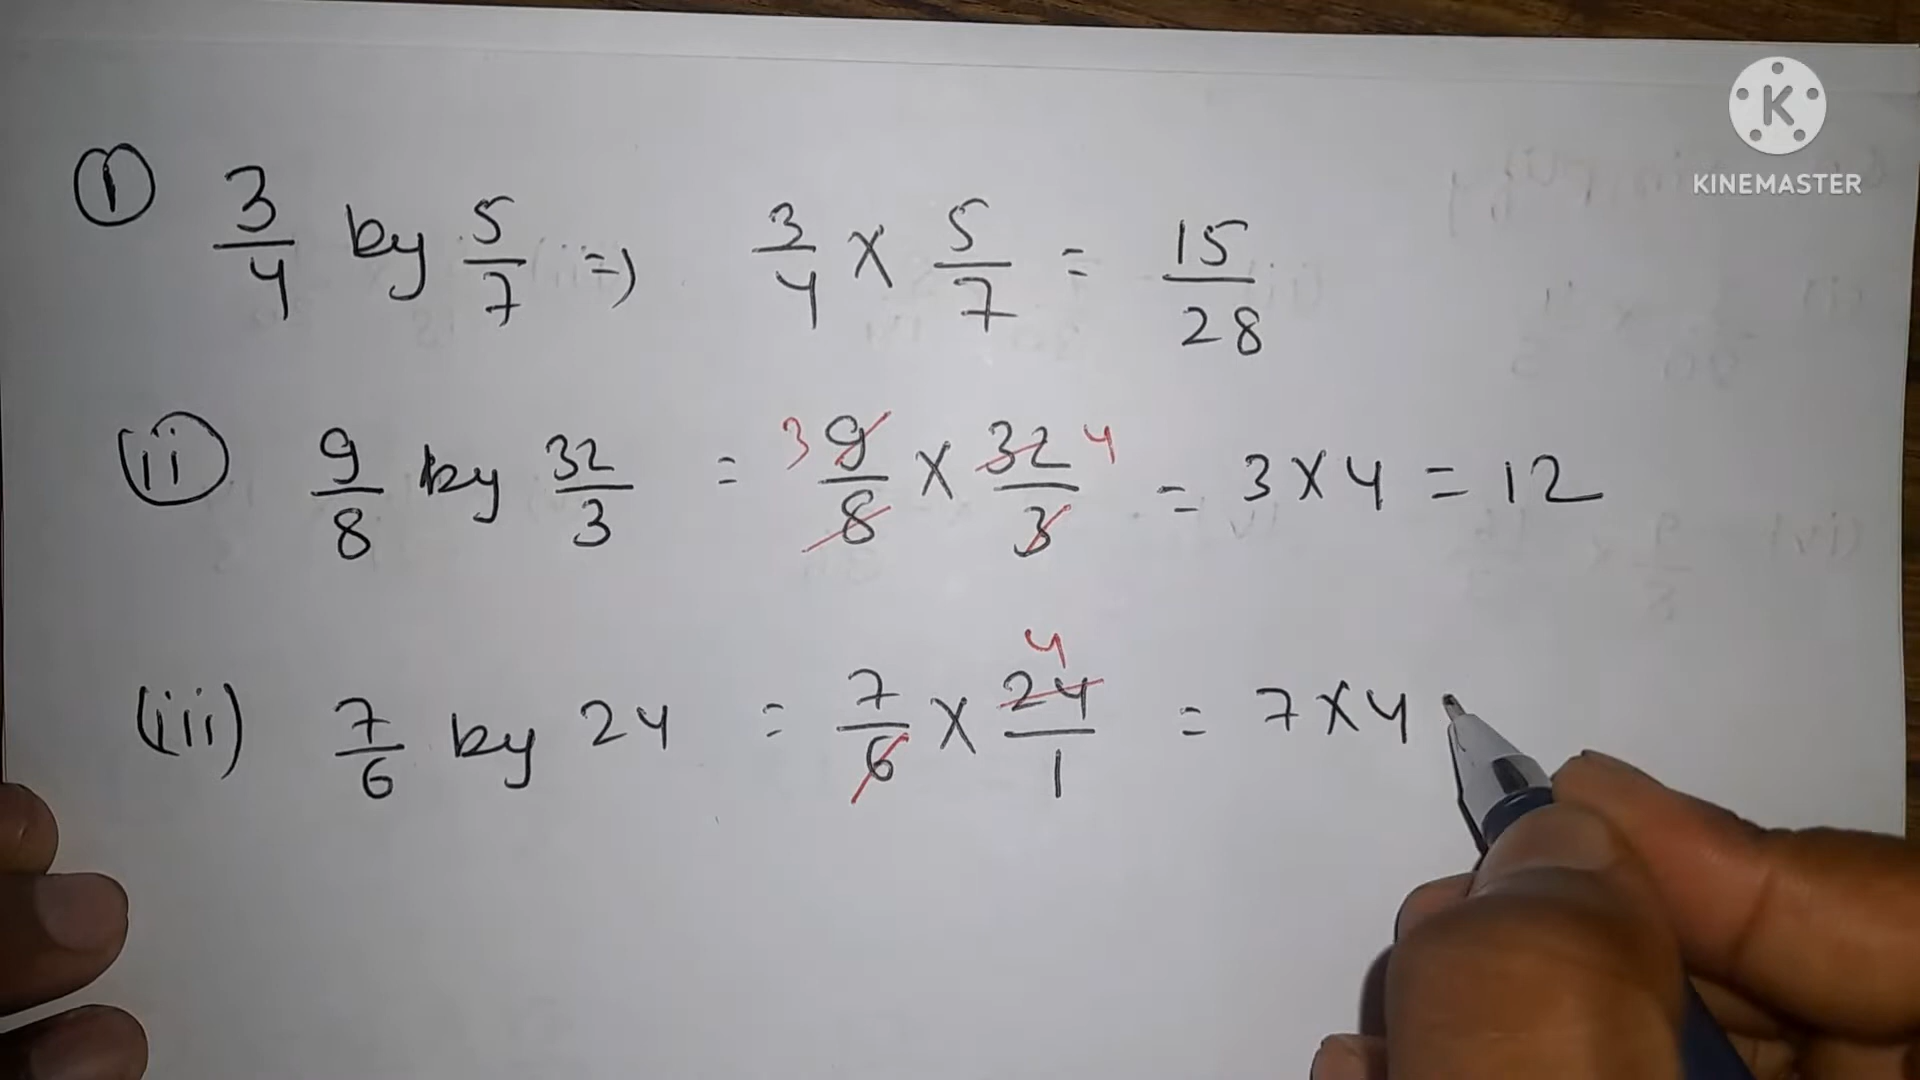 KINEMASTER
(i) 3/4 by 5/7 => 3/4 × 5/7 = 15/28
(ii) 9/8 by 32/3 = 3 9/8 × 32/3 4 = 3 × 4 = 12
(iii) 7/6 by 24 = 7/6 × 24/1 4 = 7 × 4